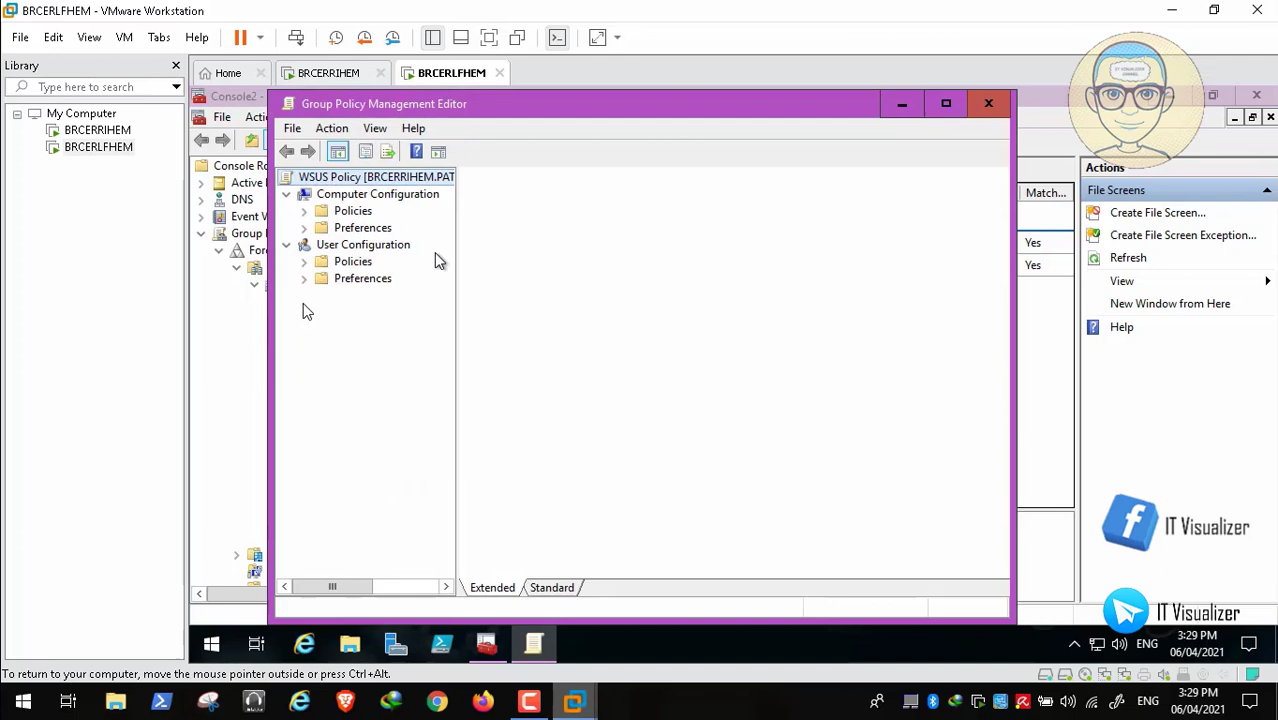 BRCERLFHEM - VMware Workstation
File Edit View VM Tabs Help
Library
Type here to search
My Computer
BRCERRIHEM
BRCERLFHEM
Home
BRCERRIHEM
BRCERLFHEM
IT VISUALIZER
CHANNEL
Console2 -
File
Console Ro
Active
DNS
Event V
Group
For
Group Policy Management Editor
File Action View Help
WSUS Policy [BRCERRIHEM.PAT
Computer Configuration
Policies
Preferences
User Configuration
Policies
Preferences
Extended
Standard
Match...
Yes
Yes
Actions
File Screens
Create File Screen...
Create File Screen Exception...
Refresh
View
New Window from Here
Help
IT Visualizer
IT Visualizer
ENG
3:29 PM
06/04/2021
To return to your computer, move the mouse pointer outside or press Ctrl+Alt.
ENG
3:29 PM
06/04/2021